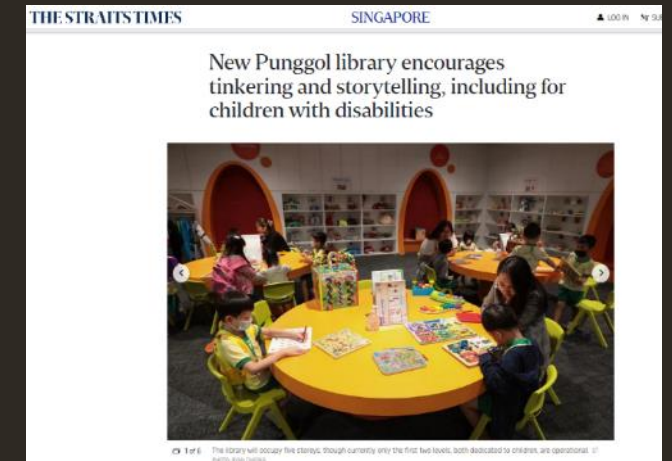 THE STRAITS TIMES
SINGAPORE
LOG IN
New Punggol library encourages
tinkering and storytelling, including for
children with disabilities
1 of 6 The library will occupy five storeys, though currently only the first two levels, both dedicated to children, are operational.